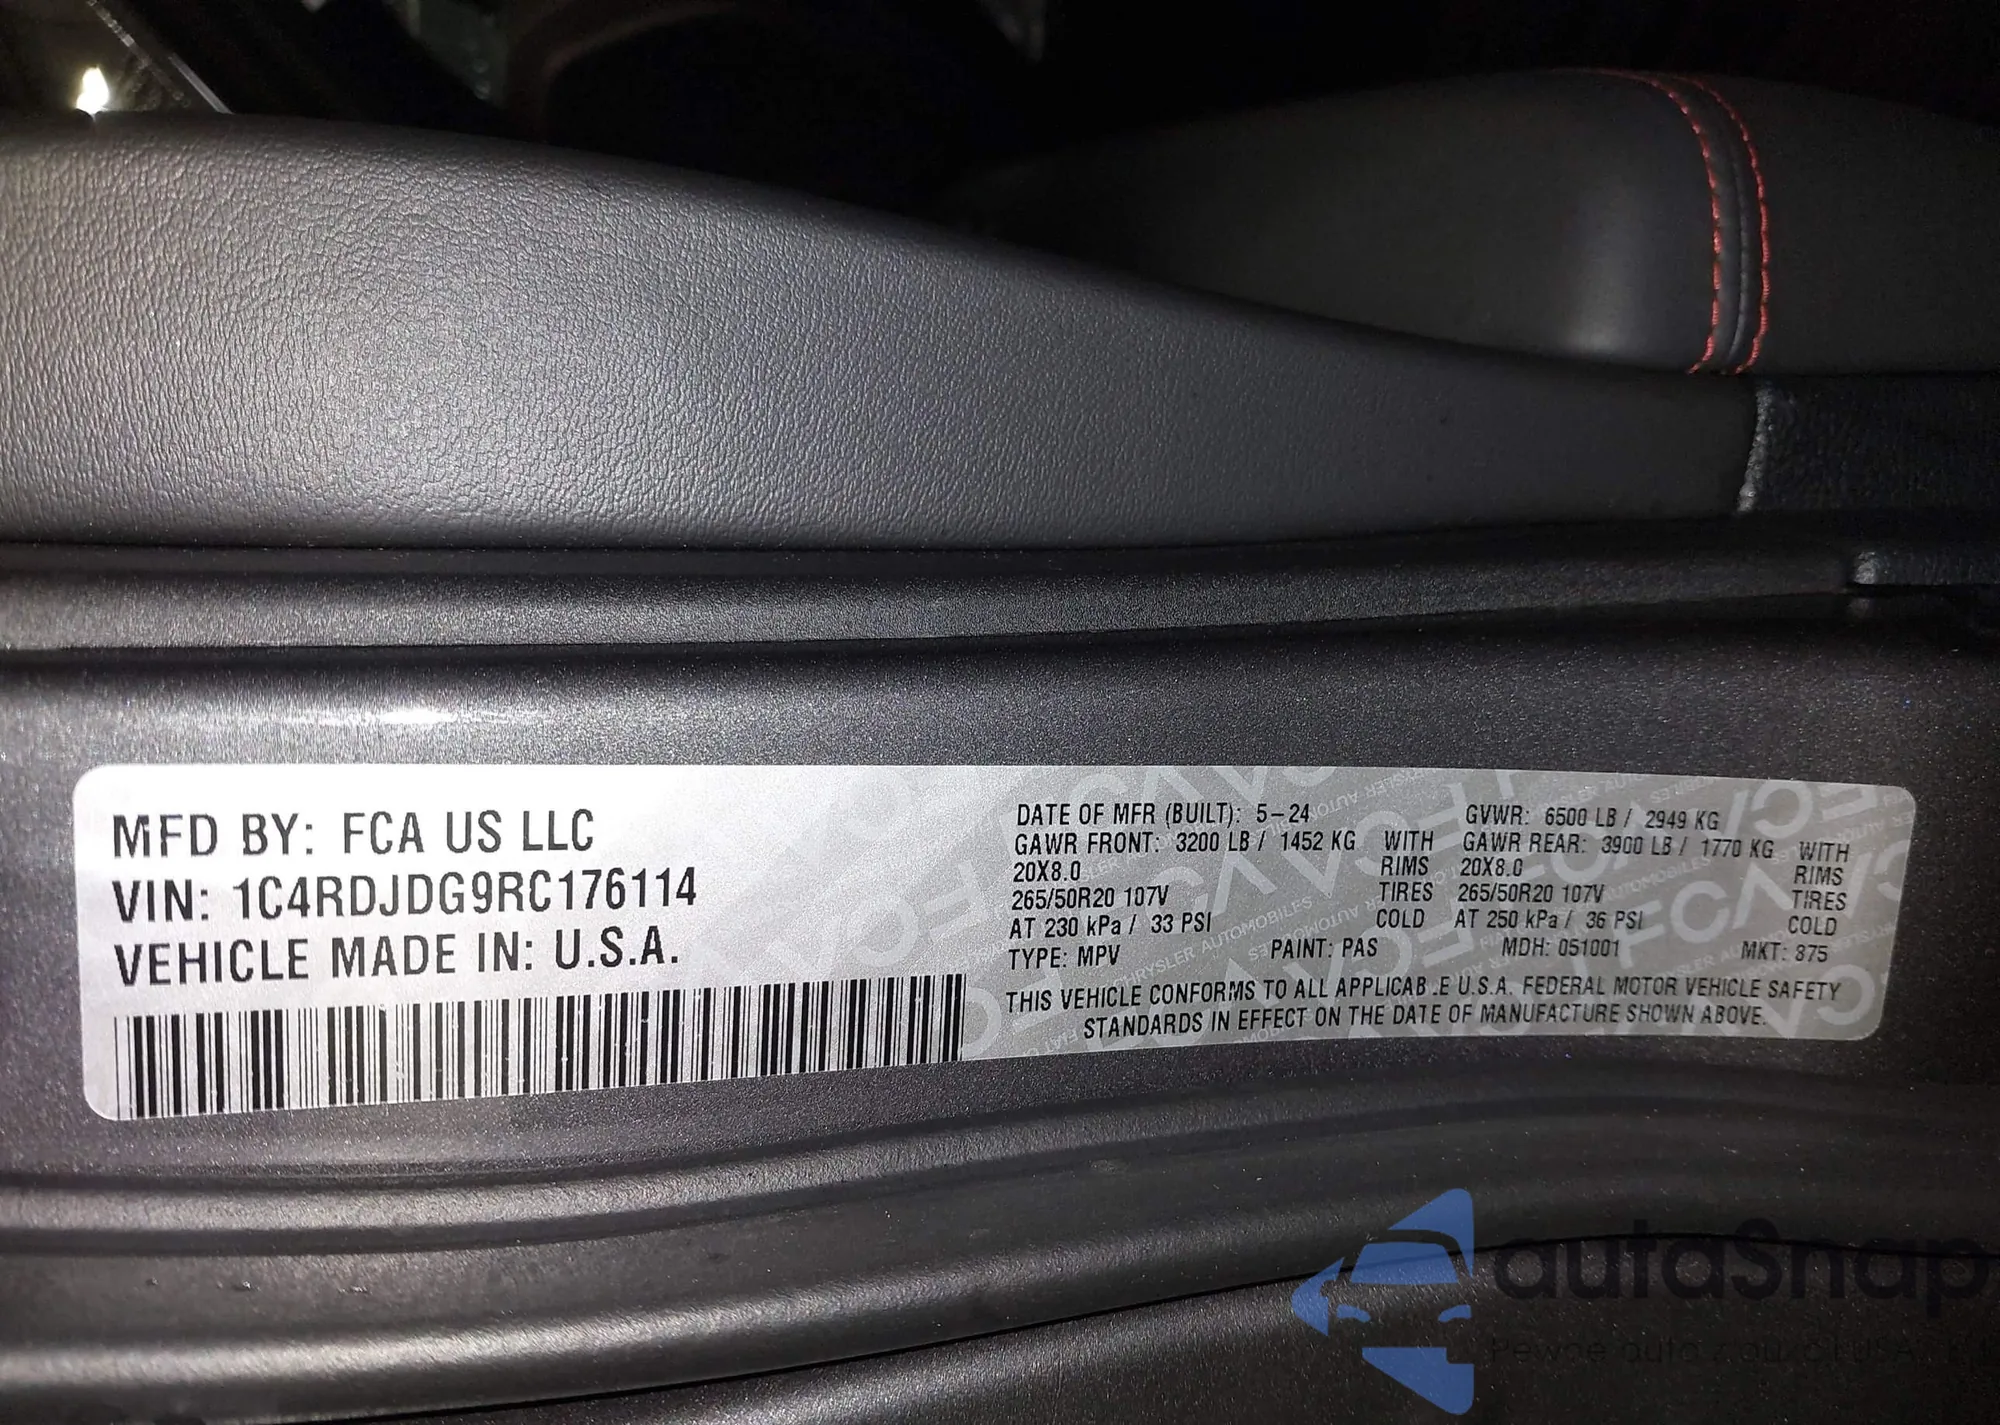 MFD BY: FCA US LLC
VIN: 1C4RDJDG9RC176114
VEHICLE MADE IN: U.S.A.
DATE OF MFR (BUILT): 5-24 GVWR: 6500 LB / 2949 KG
GAWR FRONT: 3200 LB / 1452 KG WITH GAWR REAR: 3900 LB / 1770 KG WITH
20X8.0 RIMS 20X8.0 RIMS
265/50R20 107V TIRES 265/50R20 107V TIRES
AT 230 kPa / 33 PSI COLD AT 250 kPa / 36 PSI COLD
TYPE: MPV PAINT: PAS MDH: 051001 MKT: 875
THIS VEHICLE CONFORMS TO ALL APPLICAB.E U.S.A. FEDERAL MOTOR VEHICLE SAFETY
STANDARDS IN EFFECT ON THE DATE OF MANUFACTURE SHOWN ABOVE.
autoSnap
auto USA